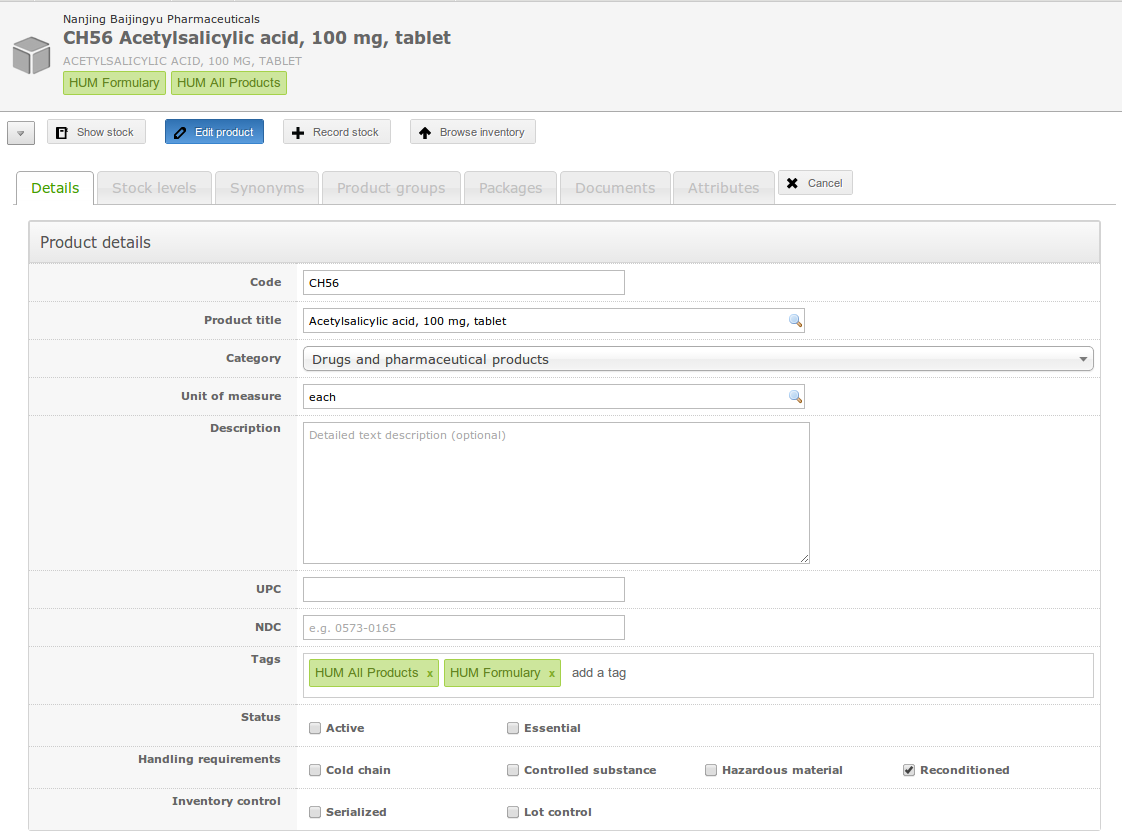 Nanjing Baijingyu Pharmaceuticals
CH56 Acetylsalicylic acid, 100 mg, tablet
ACETYLSALICYLIC ACID, 100 MG, TABLET
HUM Formulary HUM All Products
Show stock Edit product Record stock Browse inventory
Details Stock levels Synonyms Product groups Packages Documents Attributes Cancel
Product details
Code CH56
Product title Acetylsalicylic acid, 100 mg, tablet
Category Drugs and pharmaceutical products
Unit of measure each
Description Detailed text description (optional)
UPC
NDC e.g. 0573-0165
Tags HUM All Products x HUM Formulary x add a tag
Status Active Essential
Handling requirements Cold chain Controlled substance Hazardous material Reconditioned
Inventory control Serialized Lot control